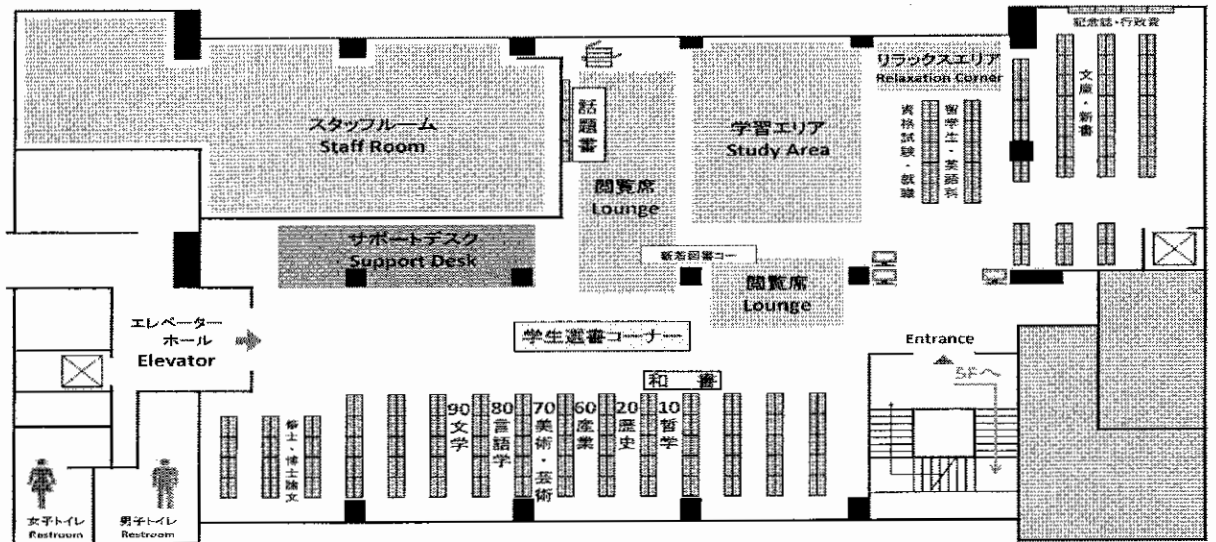 記念誌・行政資
リラックスエリア
Relaxation Corner
文庫・新書
話題書
スタッフルーム
Staff Room
学習エリア
Study Area
資格試験・就職
留学生・英語科
閲覧席
Lounge
サポートデスク
Support Desk
新着図書コー
閲覧席
Lounge
エレベーター
ホール
Elevator
学生選書コーナー
Entrance
5Fへ
和書
修士・博士論文
90文学
80言語学
70美術・芸術
60産業
20歴史
10哲学
女子トイレ
Restroom
男子トイレ
Restroom